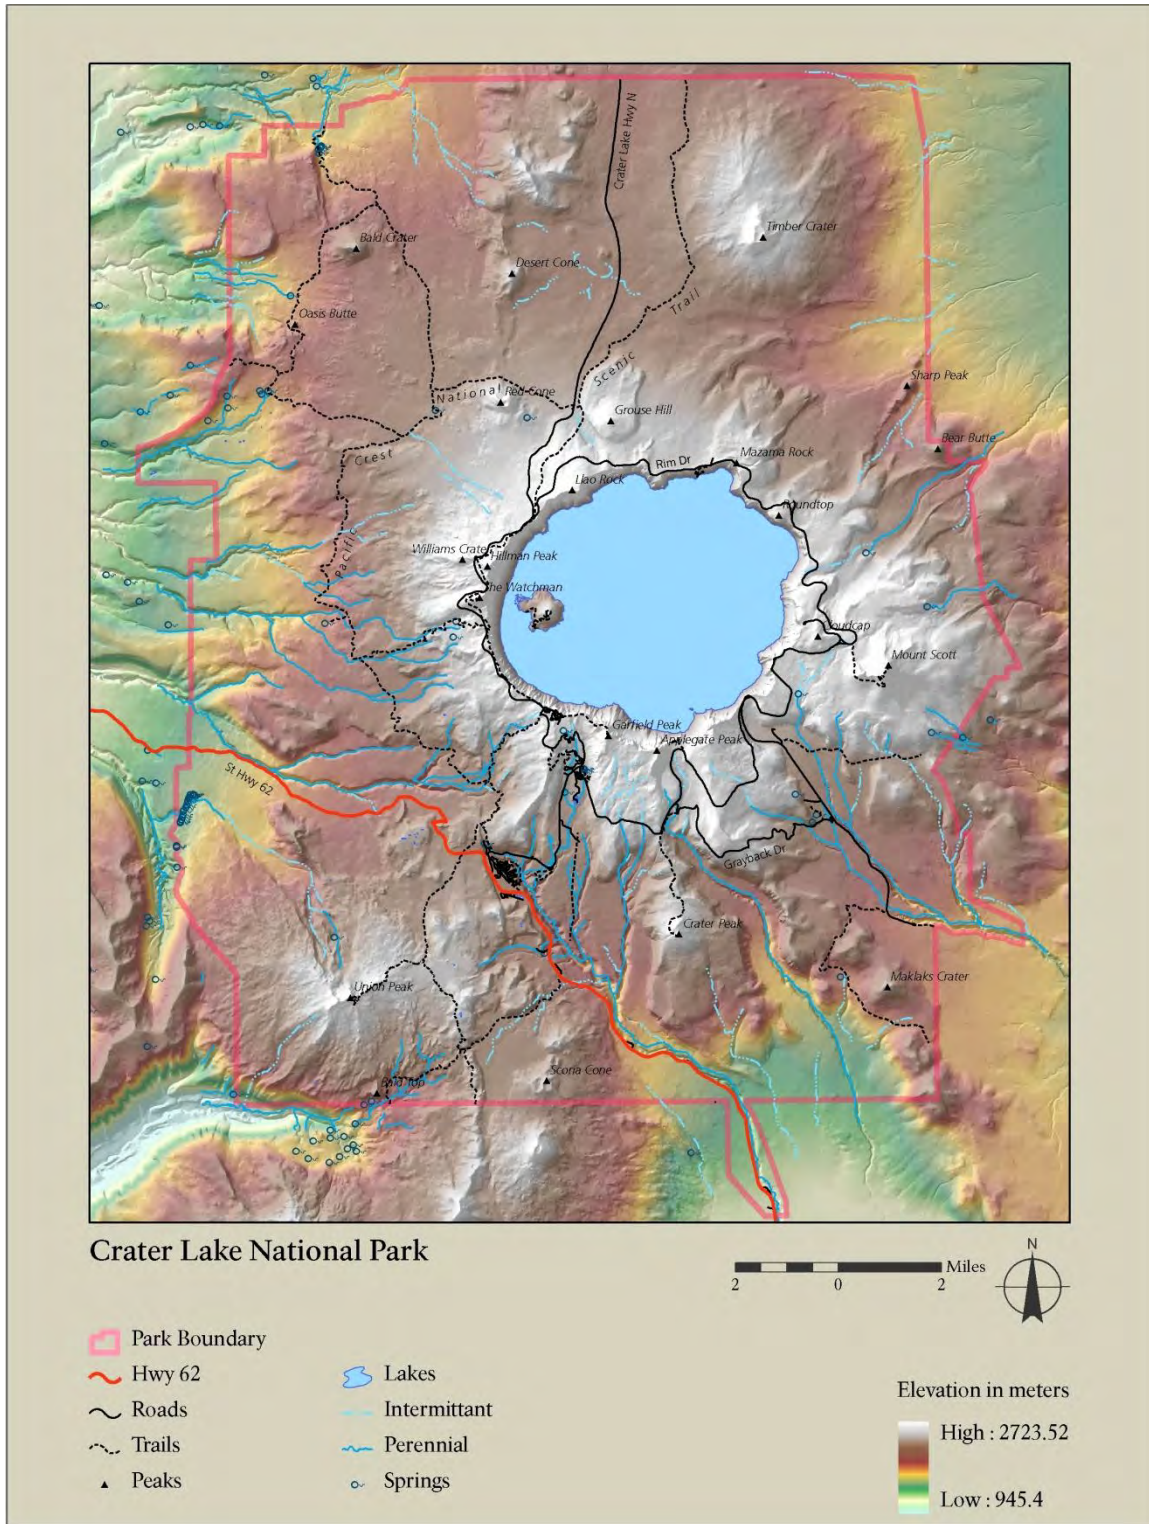 Crater Lake Hwy N
Timber Crater
Bald Crater
Desert Cone
Trail
Oasis Butte
Scenic
Sharp Peak
National
Red Cone
Grouse Hill
Bear Butte
Crest
Rim Dr
Mazama Rock
Llao Rock
Roundtop
Pacific
Williams Crater
Hillman Peak
The Watchman
Cloudcap
Mount Scott
Garfield Peak
Applegate Peak
St Hwy 62
Grayback Dr
Crater Peak
Maklaks Crater
Union Peak
Scoria Cone
Bald Top
Crater Lake National Park
Miles
2 0 2
N
Park Boundary
Hwy 62
Roads
Trails
Peaks
Lakes
Intermittant
Perennial
Springs
Elevation in meters
High : 2723.52
Low : 945.4